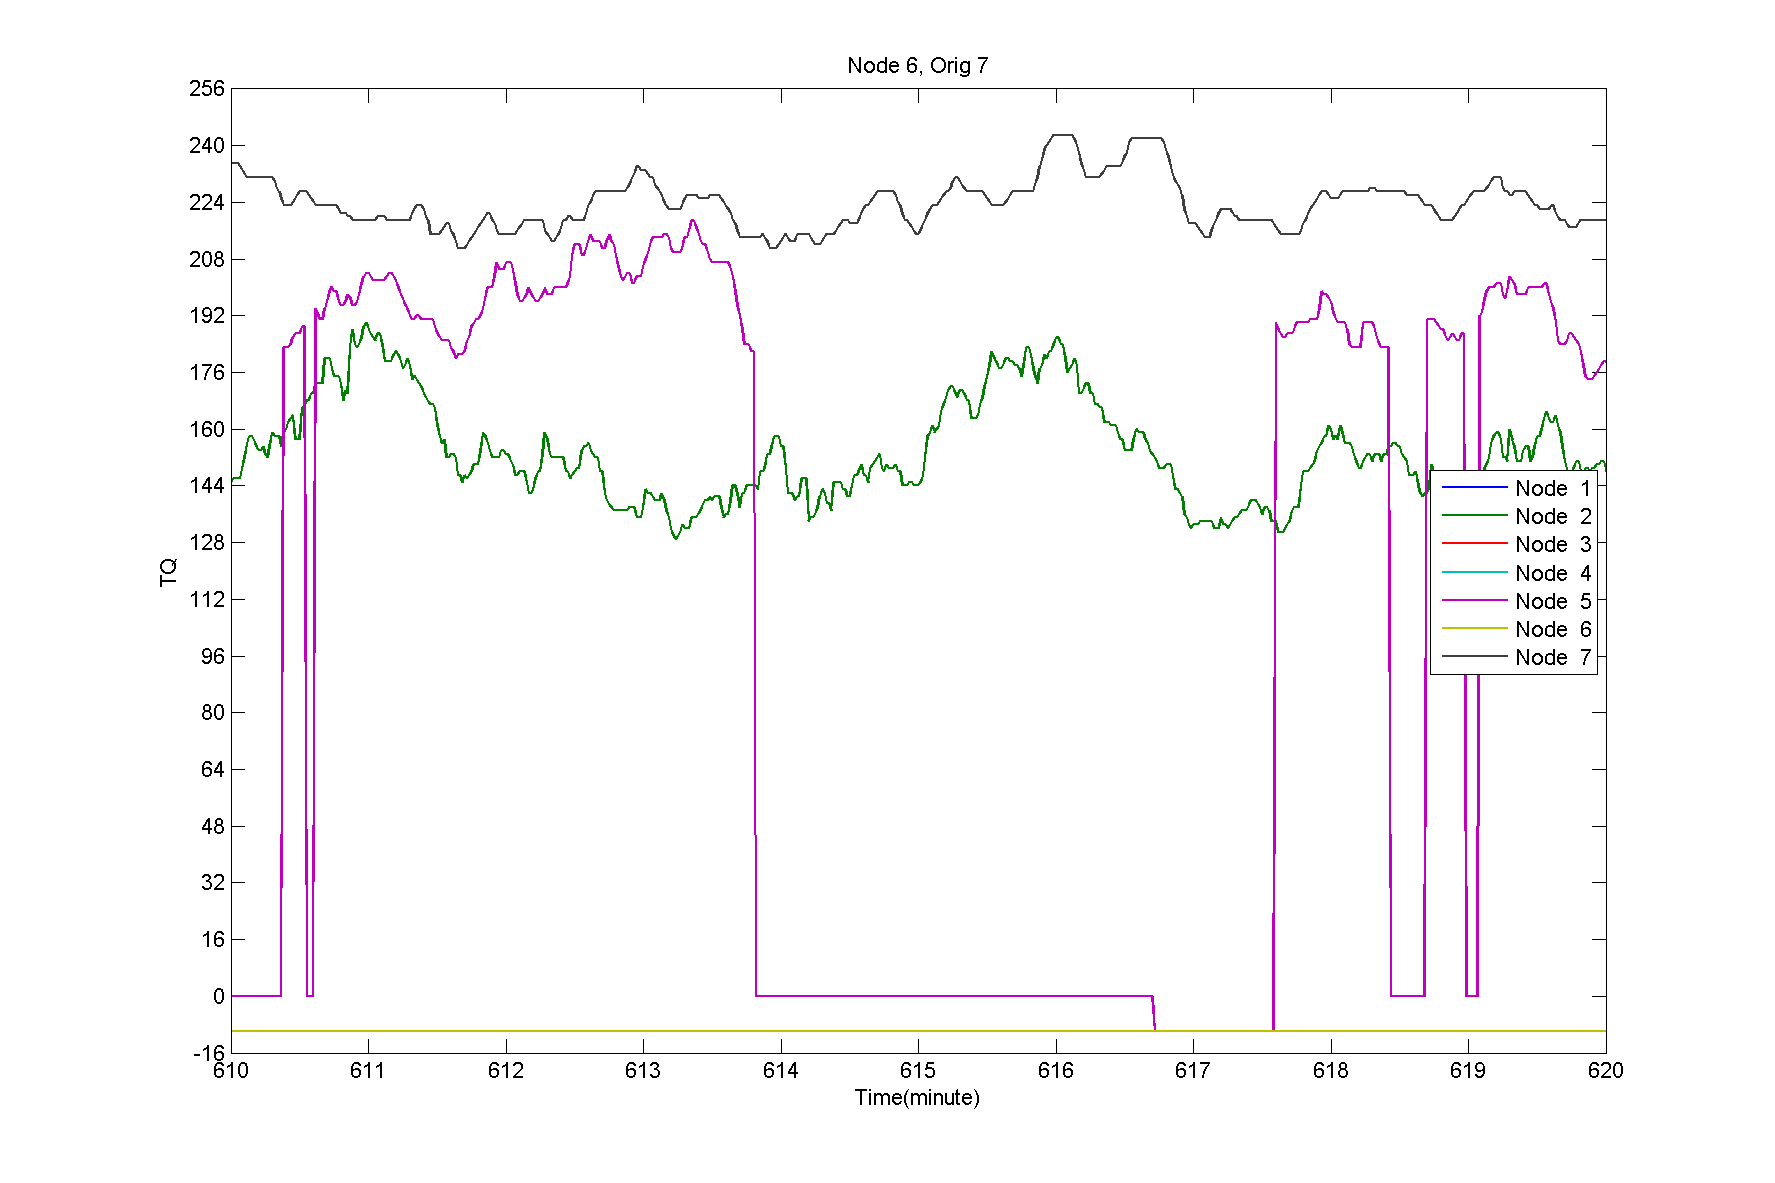 Node 6, Orig 7
256
240
224
208
192
176
160
144
128
112
96
80
64
48
32
16
0
-16
TQ
610 611 612 613 614 615 616 617 618 619 620
Time(minute)
Node 1
Node 2
Node 3
Node 4
Node 5
Node 6
Node 7